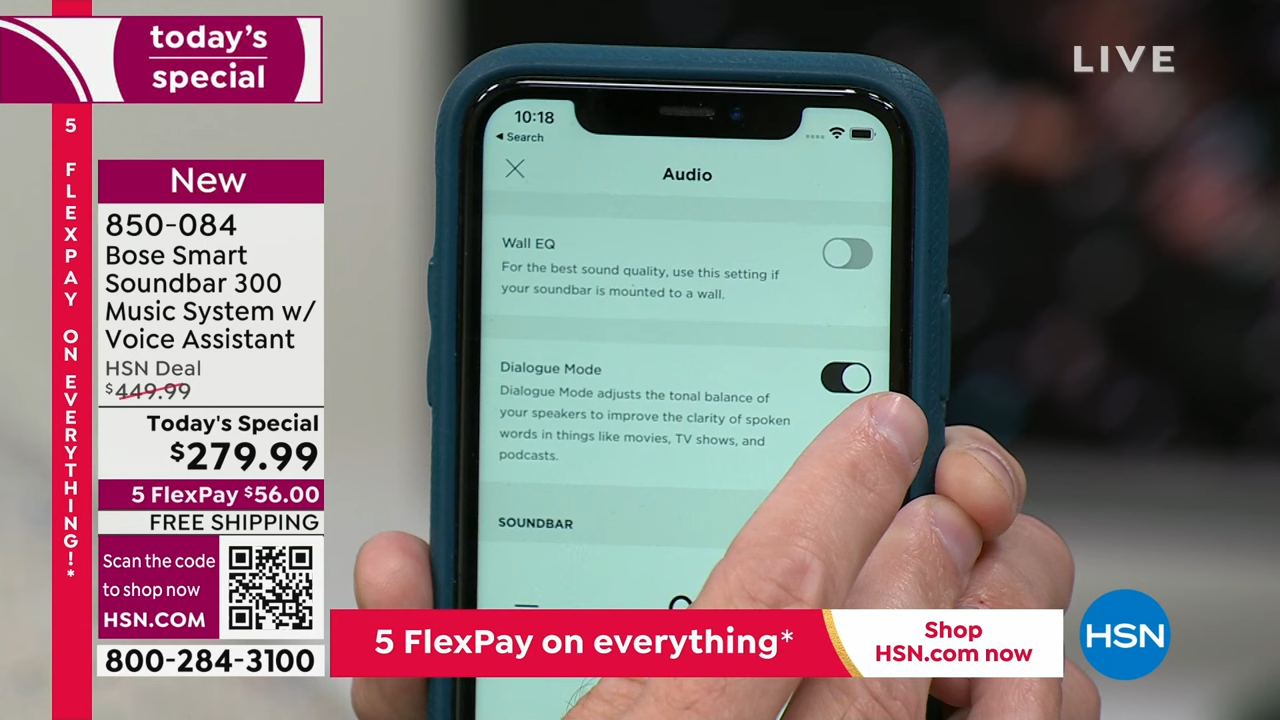 today's
special
LIVE
5 FLEXPAY ON EVERYTHING!*
New
850-084
Bose Smart
Soundbar 300
Music System w/
Voice Assistant
HSN Deal
$449.99
Today's Special
$279.99
5 FlexPay $56.00
FREE SHIPPING
Scan the code
to shop now
HSN.COM
800-284-3100
10:18
Search
Audio
Wall EQ
For the best sound quality, use this setting if
your soundbar is mounted to a wall.
Dialogue Mode
Dialogue Mode adjusts the tonal balance of
your speakers to improve the clarity of spoken
words in things like movies, TV shows, and
podcasts.
SOUNDBAR
5 FlexPay on everything*
Shop
HSN.com now
HSN